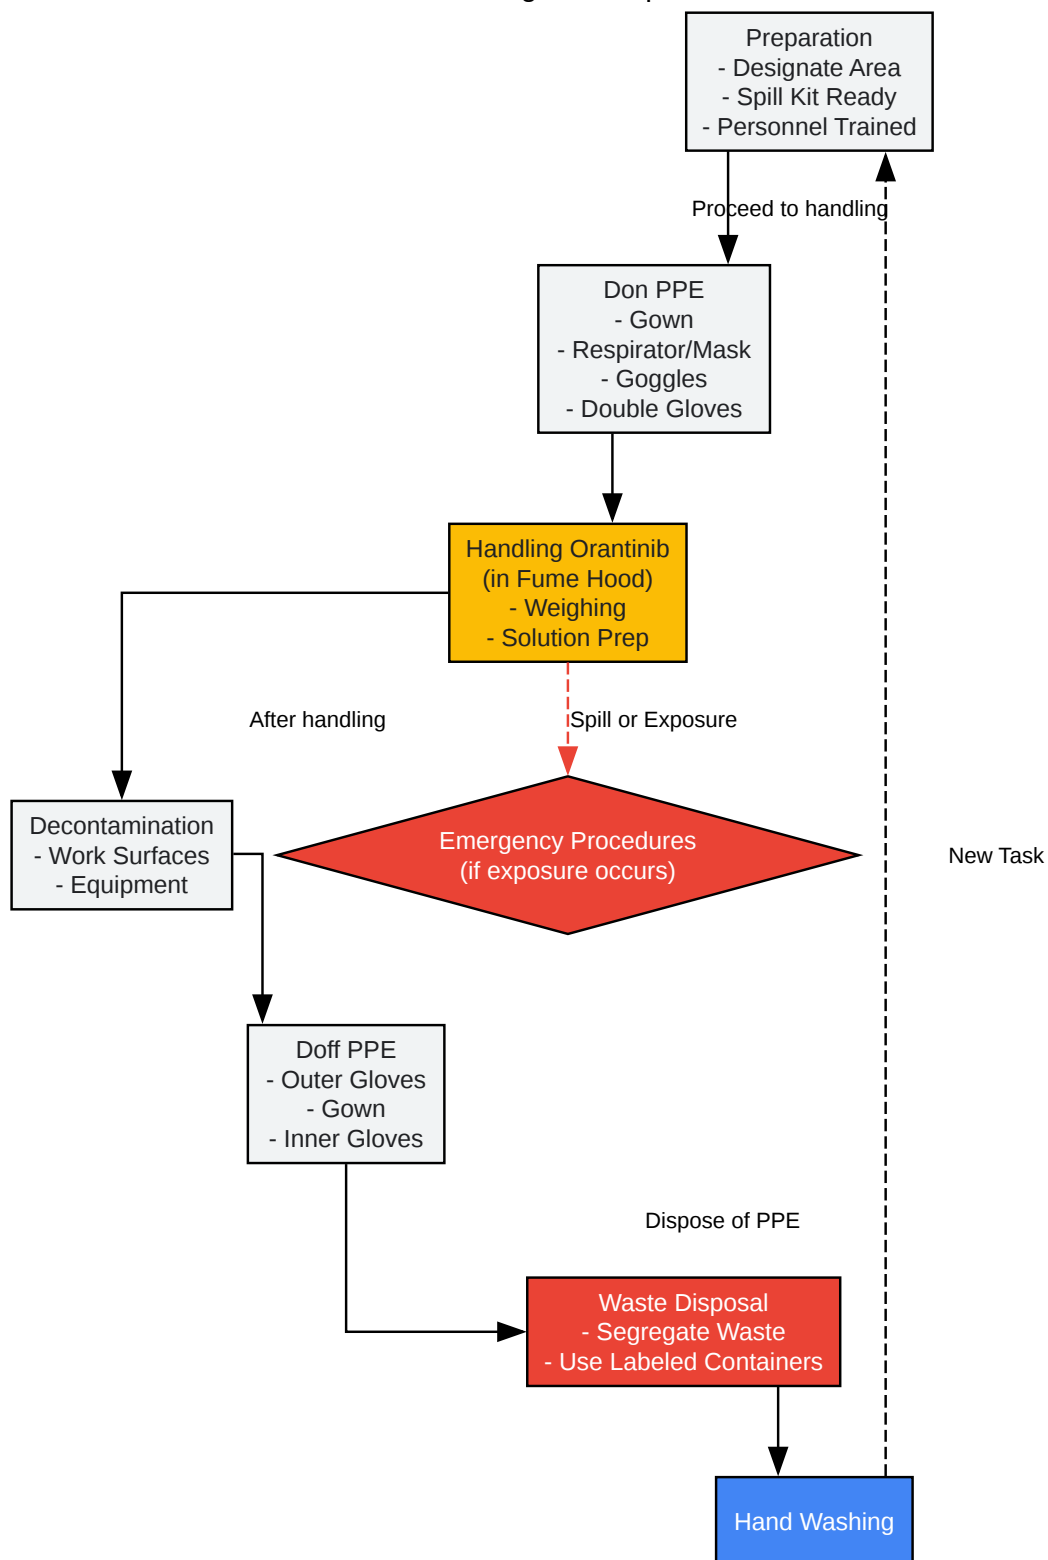 Preparation
- Designate Area
- Spill Kit Ready
- Personnel Trained
Proceed to handling
Don PPE
- Gown
- Respirator/Mask
- Goggles
- Double Gloves
Handling Orantinib
(in Fume Hood)
- Weighing
- Solution Prep
After handling
Spill or Exposure
Decontamination
- Work Surfaces
- Equipment
Emergency Procedures
(if exposure occurs)
New Task
Doff PPE
- Outer Gloves
- Gown
- Inner Gloves
Dispose of PPE
Waste Disposal
- Segregate Waste
- Use Labeled Containers
Hand Washing